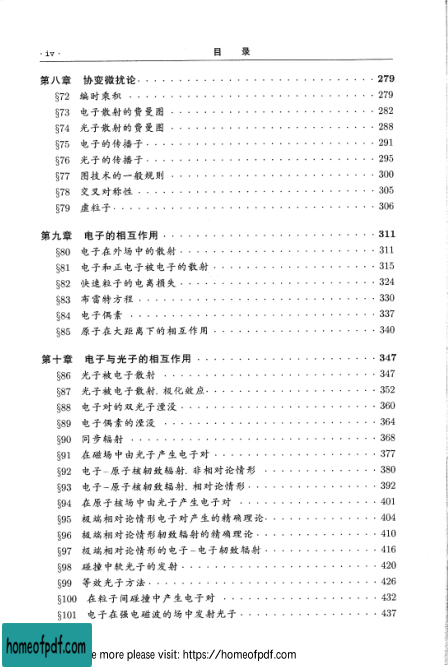 · iv · 目 录
第八章 协变微扰论 279
§72 编时乘积 279
§73 电子散射的费曼图 282
§74 光子散射的费曼图 288
§75 电子的传播子 291
§76 光子的传播子 295
§77 图技术的一般规则 300
§78 交叉对称性 305
§79 虚粒子 306
第九章 电子的相互作用 311
§80 电子在外场中的散射 311
§81 电子和正电子被电子的散射 315
§82 快速粒子的电离损失 324
§83 布雷特方程 330
§84 电子偶素 337
§85 原子在大距离下的相互作用 340
第十章 电子与光子的相互作用 347
§86 光子被电子散射 347
§87 光子被电子散射. 极化效应 352
§88 电子对的双光子湮没 360
§89 电子偶素的湮没 364
§90 同步辐射 368
§91 在磁场中由光子产生电子对 377
§92 电子–原子核轫致辐射. 非相对论情形 380
§93 电子–原子核轫致辐射. 相对论情形 392
§94 在原子核场中由光子产生电子对 401
§95 极端相对论情形电子对产生的精确理论 404
§96 极端相对论情形轫致辐射的精确理论 410
§97 极端相对论情形的电子–电子轫致辐射 416
§98 碰撞中软光子的发射 420
§99 等效光子方法 426
§100 在粒子间碰撞中产生电子对 432
§101 电子在强电磁波的场中发射光子 437
homeofpdf.com
more please visit: https://homeofpdf.com